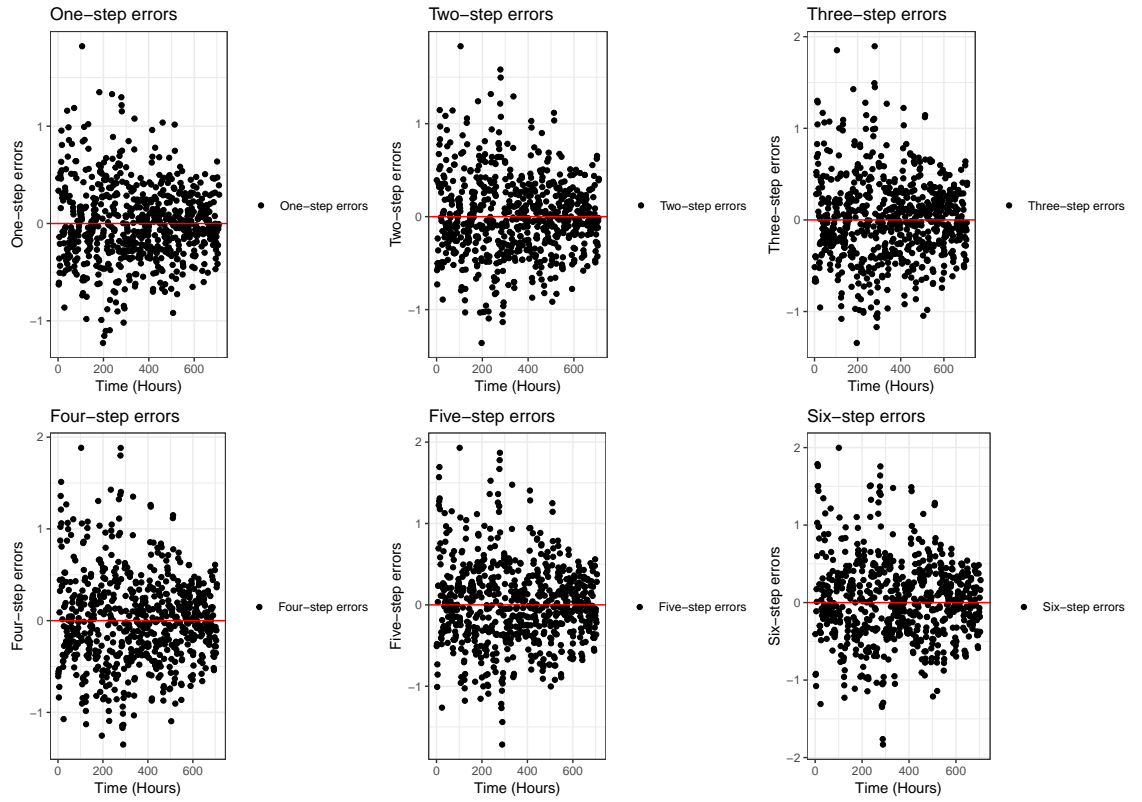 One−step errors
One−step errors
1
0
−1
0 200 400 600
Time (Hours)
One−step errors
Two−step errors
Two−step errors
1
0
−1
0 200 400 600
Time (Hours)
Two−step errors
Three−step errors
Three−step errors
2
1
0
−1
0 200 400 600
Time (Hours)
Three−step errors
Four−step errors
Four−step errors
2
1
0
−1
0 200 400 600
Time (Hours)
Four−step errors
Five−step errors
Five−step errors
2
1
0
−1
0 200 400 600
Time (Hours)
Five−step errors
Six−step errors
Six−step errors
2
1
0
−1
−2
0 200 400 600
Time (Hours)
Six−step errors